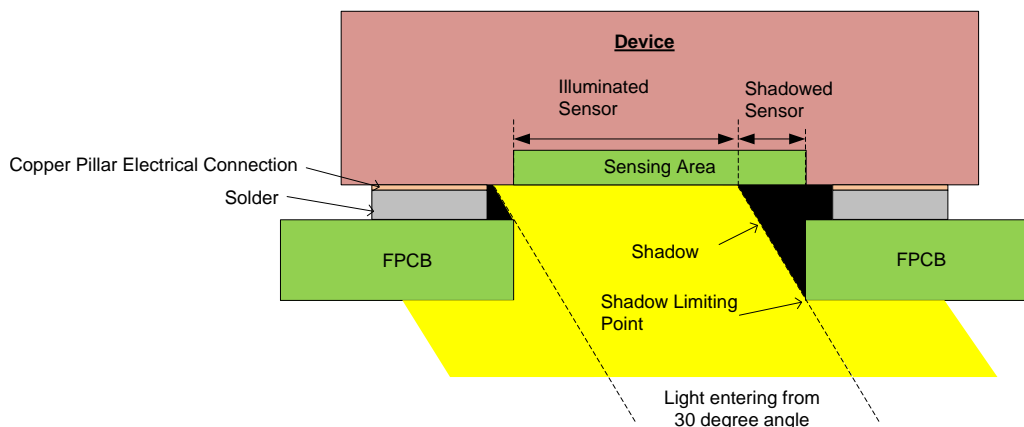 Device
Illuminated
Sensor
Shadowed
Sensor
Copper Pillar Electrical Connection
Sensing Area
Solder
FPCB
Shadow
FPCB
Shadow Limiting
Point
Light entering from
30 degree angle